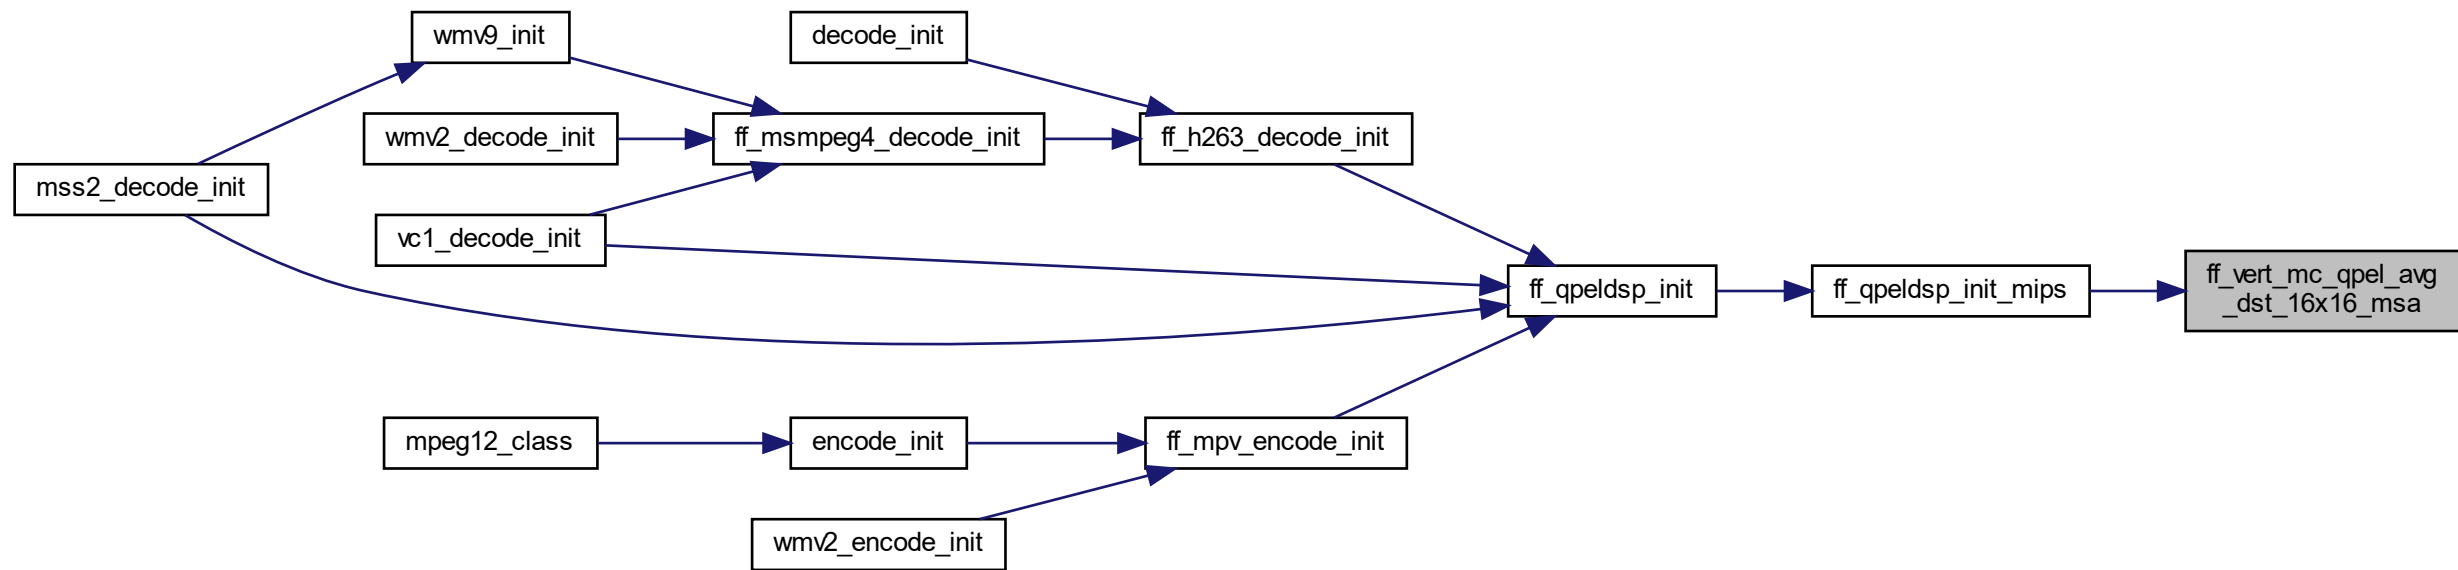 wmv9_init
decode_init
wmv2_decode_init
ff_msmpeg4_decode_init
ff_h263_decode_init
mss2_decode_init
vc1_decode_init
ff_qpeldsp_init
ff_qpeldsp_init_mips
ff_vert_mc_qpel_avg
_dst_16x16_msa
mpeg12_class
encode_init
ff_mpv_encode_init
wmv2_encode_init